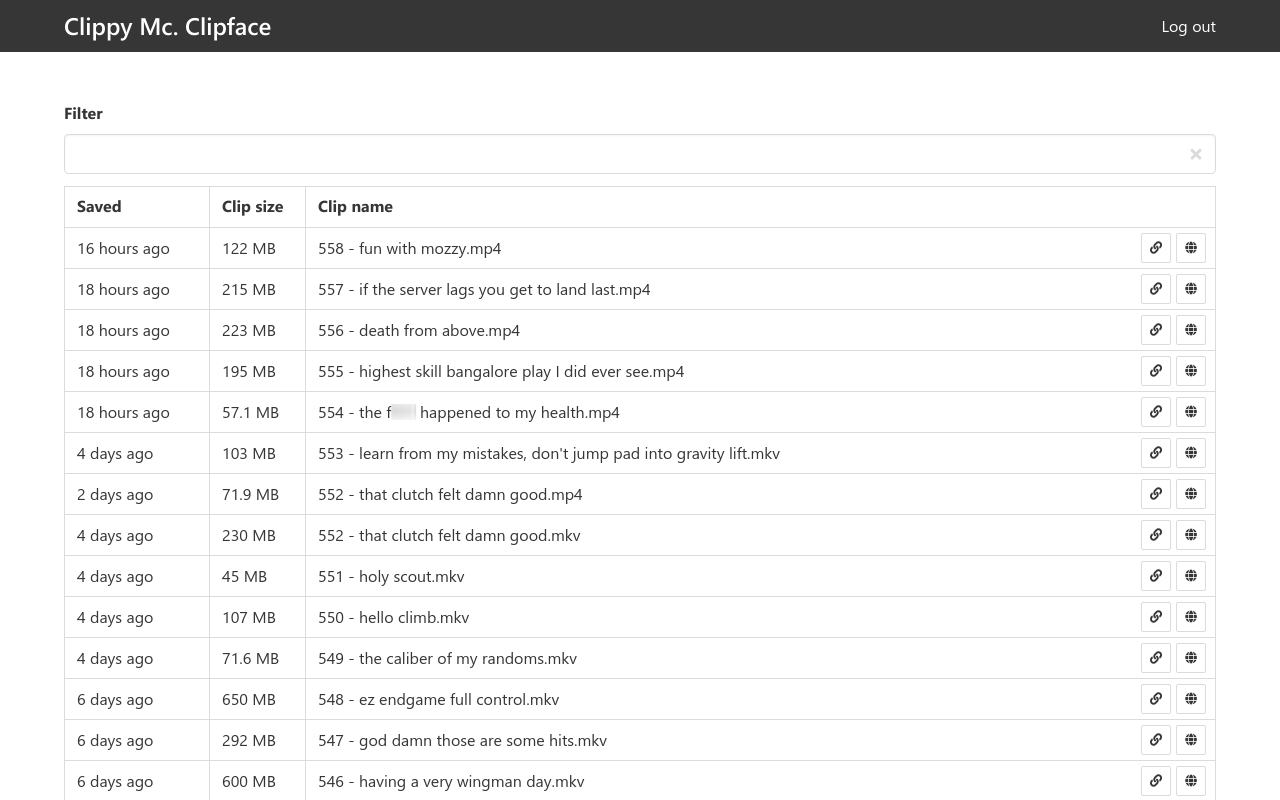 Clippy Mc. Clipface
Log out
Filter
Saved Clip size Clip name
16 hours ago 122 MB 558 - fun with mozzy.mp4
18 hours ago 215 MB 557 - if the server lags you get to land last.mp4
18 hours ago 223 MB 556 - death from above.mp4
18 hours ago 195 MB 555 - highest skill bangalore play I did ever see.mp4
18 hours ago 57.1 MB 554 - the happened to my health.mp4
4 days ago 103 MB 553 - learn from my mistakes, don't jump pad into gravity lift.mkv
2 days ago 71.9 MB 552 - that clutch felt damn good.mp4
4 days ago 230 MB 552 - that clutch felt damn good.mkv
4 days ago 45 MB 551 - holy scout.mkv
4 days ago 107 MB 550 - hello climb.mkv
4 days ago 71.6 MB 549 - the caliber of my randoms.mkv
6 days ago 650 MB 548 - ez endgame full control.mkv
6 days ago 292 MB 547 - god damn those are some hits.mkv
6 days ago 600 MB 546 - having a very wingman day.mkv